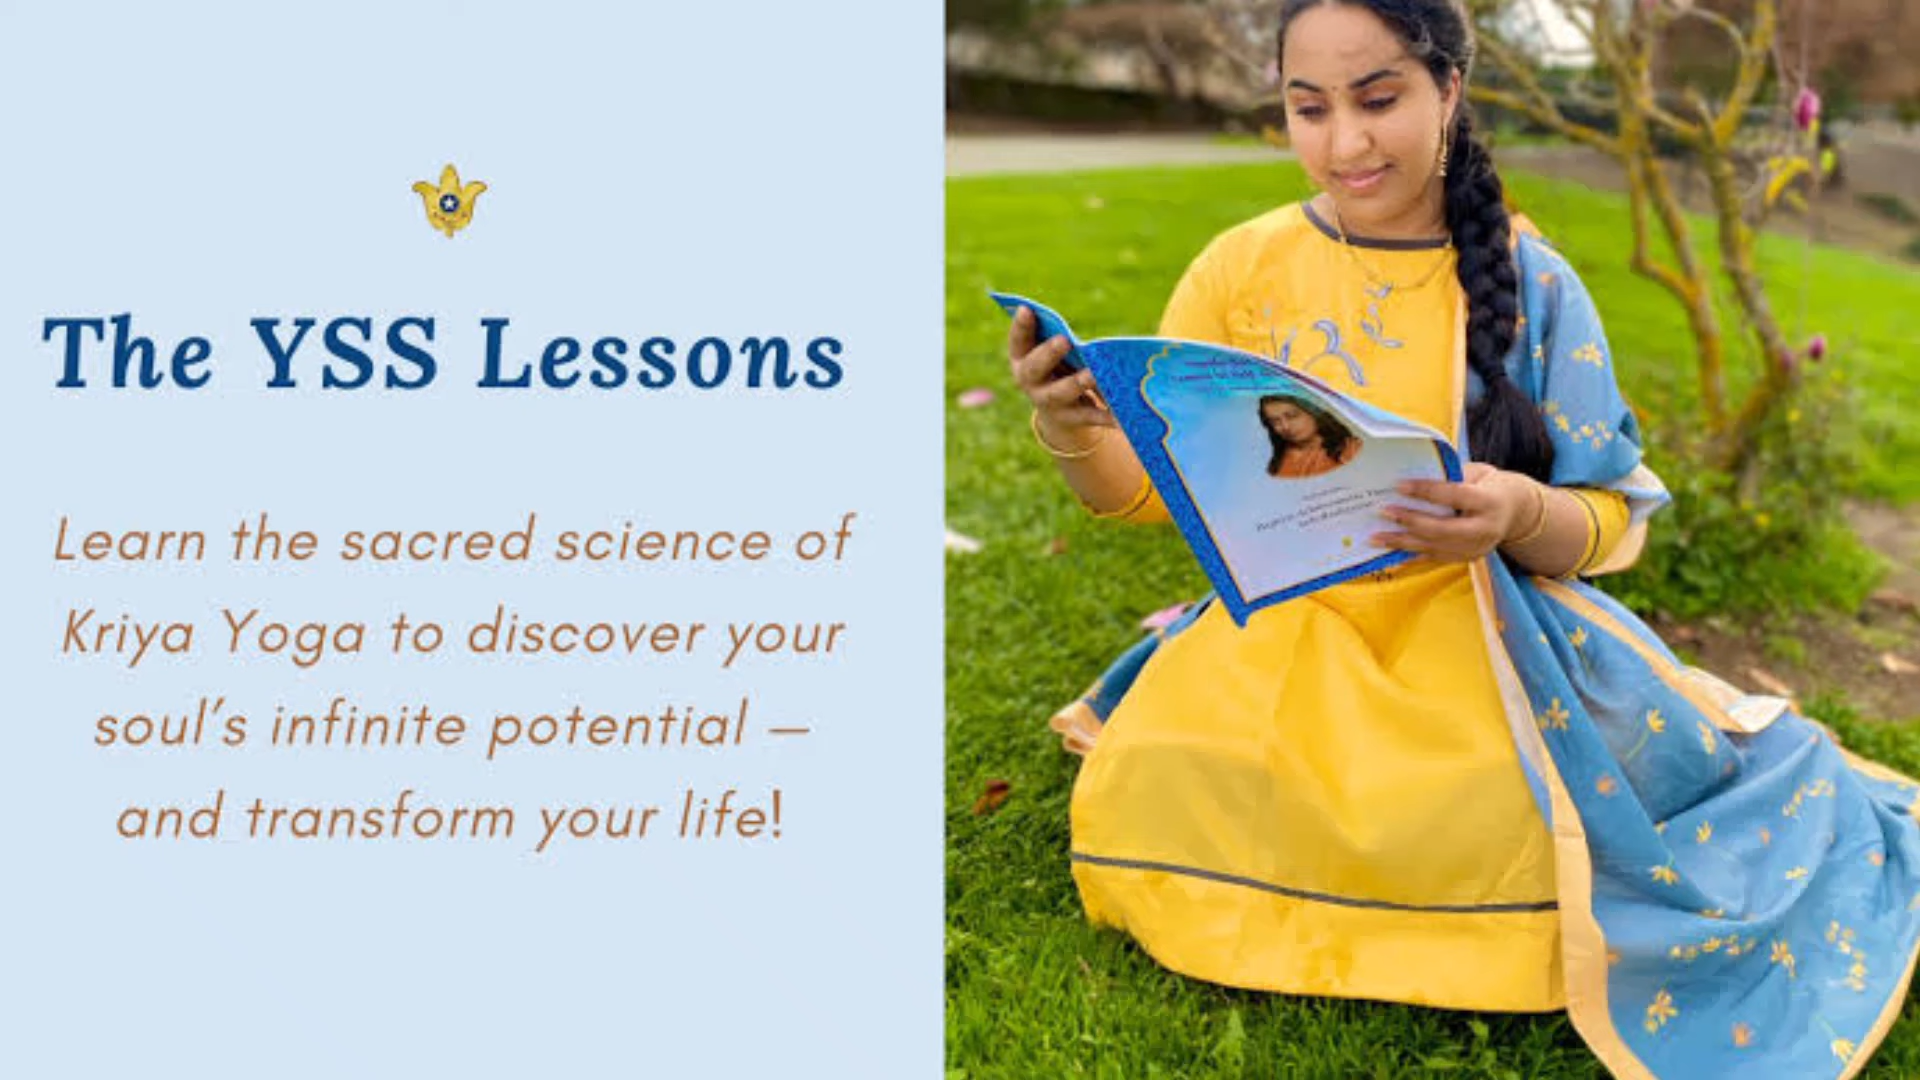 The YSS Lessons
Learn the sacred science of
Kriya Yoga to discover your
soul's infinite potential –
and transform your life!